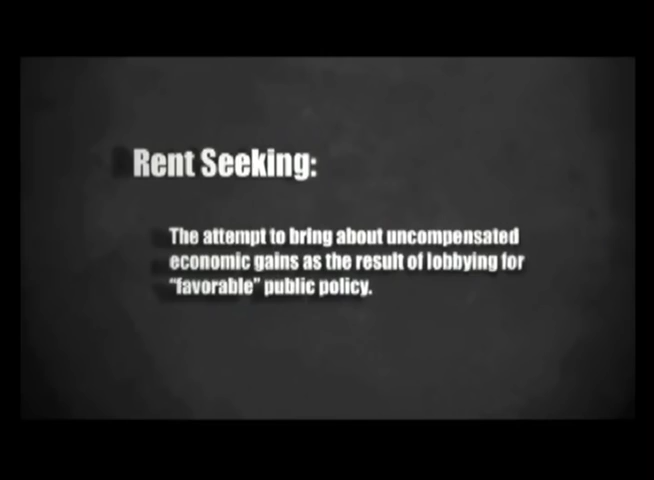 Rent Seeking:
The attempt to bring about uncompensated
economic gains as the result of lobbying for
“favorable” public policy.